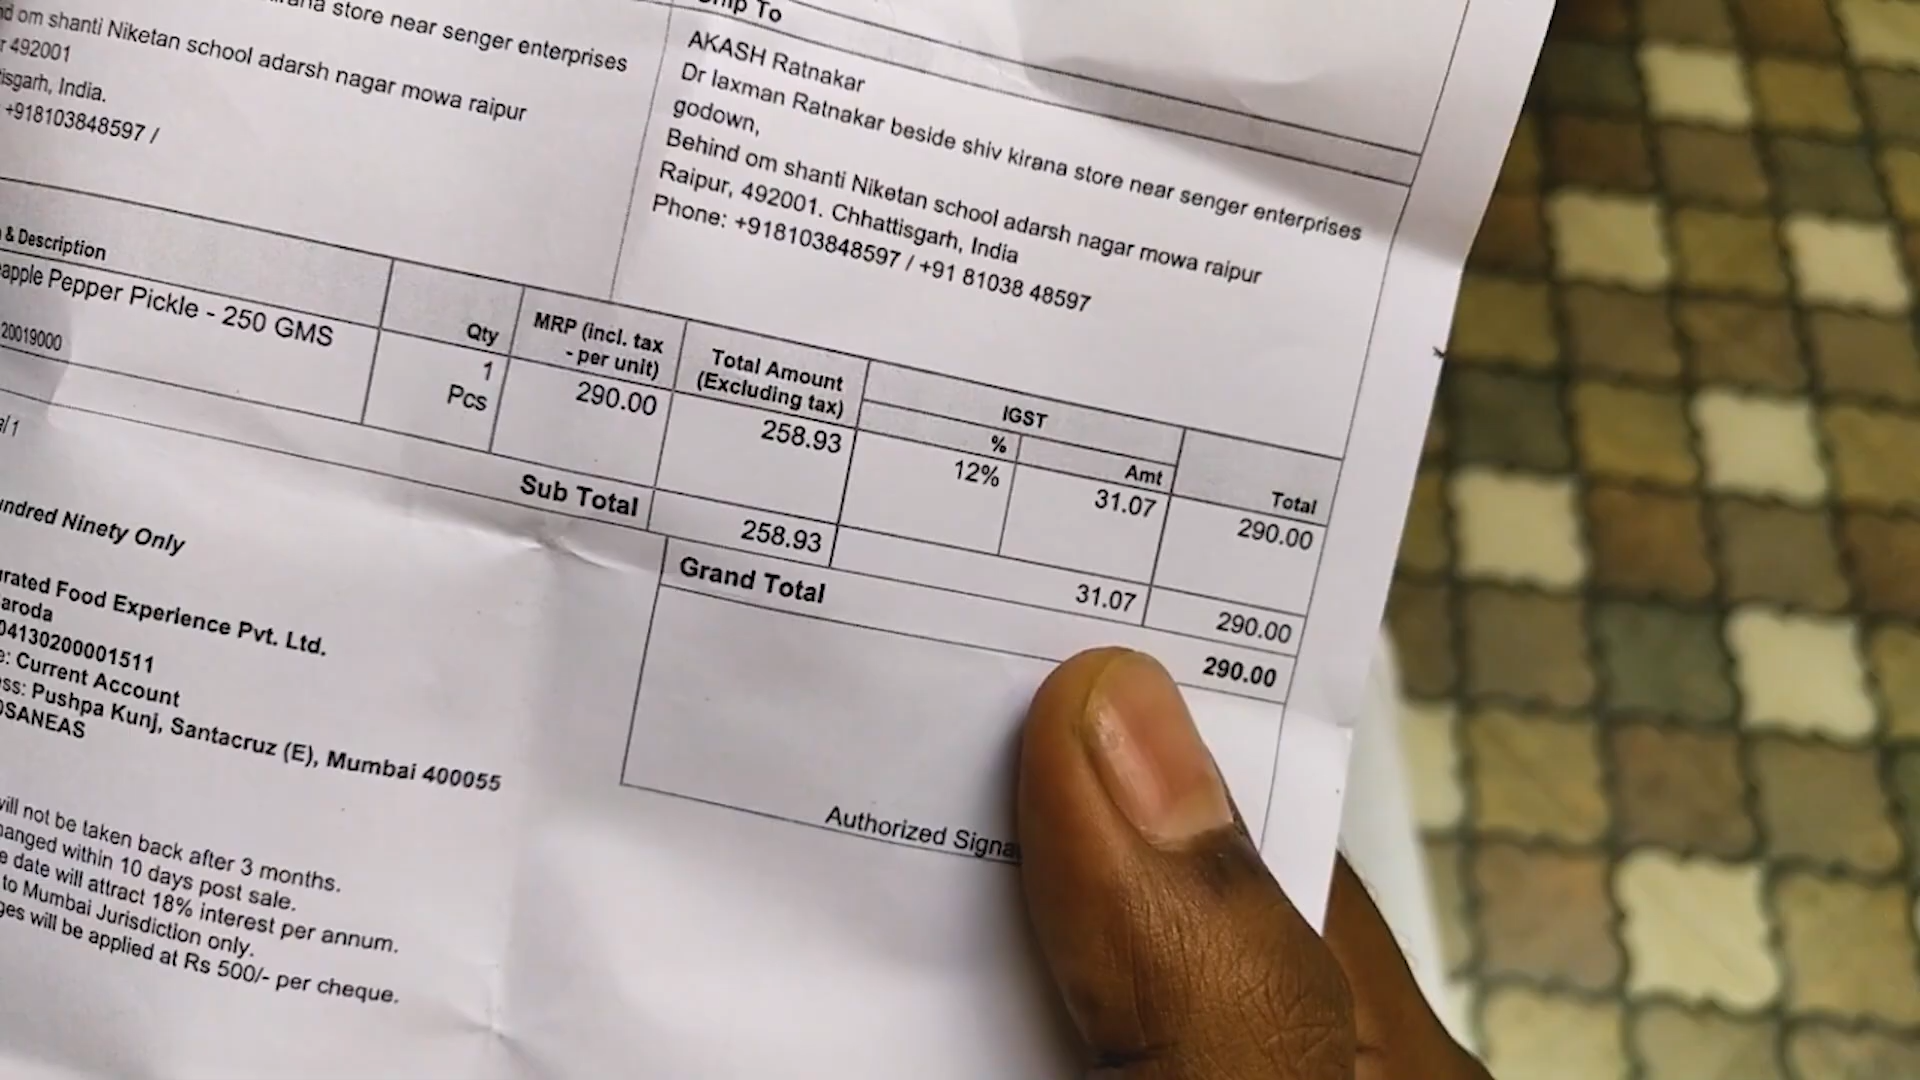 store near senger enterprises
om shanti Niketan school adarsh nagar mowa raipur
492001
India.
+918103848597 /
Ship To
AKASH Ratnakar
Dr laxman Ratnakar beside shiv kirana store near senger enterprises
godown,
Behind om shanti Niketan school adarsh nagar mowa raipur
Raipur, 492001. Chhattisgarh, India
Phone: +918103848597 / +91 81038 48597
& Description
Qty
MRP (incl. tax
- per unit)
Total Amount
(Excluding tax)
IGST
%
Amt
Total
apple Pepper Pickle - 250 GMS
20019000
1
Pcs
290.00
258.93
12%
31.07
290.00
Sub Total
258.93
31.07
290.00
Grand Total
290.00
Authorized Signa
Ninety Only
rated Food Experience Pvt. Ltd.
aroda
04130200001511
e: Current Account
ss: Pushpa Kunj, Santacruz (E), Mumbai 400055
will not be taken back after 3 months.
hanged within 10 days post sale.
e date will attract 18% interest per annum.
to Mumbai Jurisdiction only.
ges will be applied at Rs 500/- per cheque.